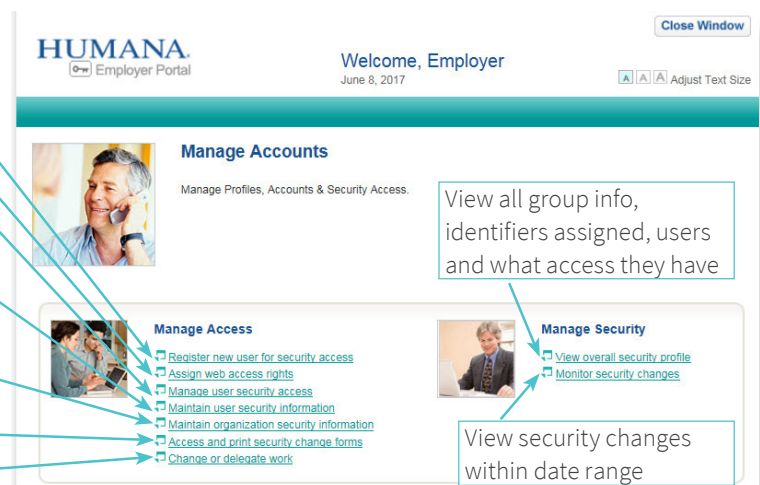 Close Window
HUMANA.
Employer Portal
Welcome, Employer
June 8, 2017
A A A Adjust Text Size
Manage Accounts
Manage Profiles, Accounts & Security Access.
View all group info,
identifiers assigned, users
and what access they have
Manage Access
Register new user for security access
Assign web access rights
Manage user security access
Maintain user security information
Maintain organization security information
Access and print security change forms
Change or delegate work
Manage Security
View overall security profile
Monitor security changes
View security changes
within date range